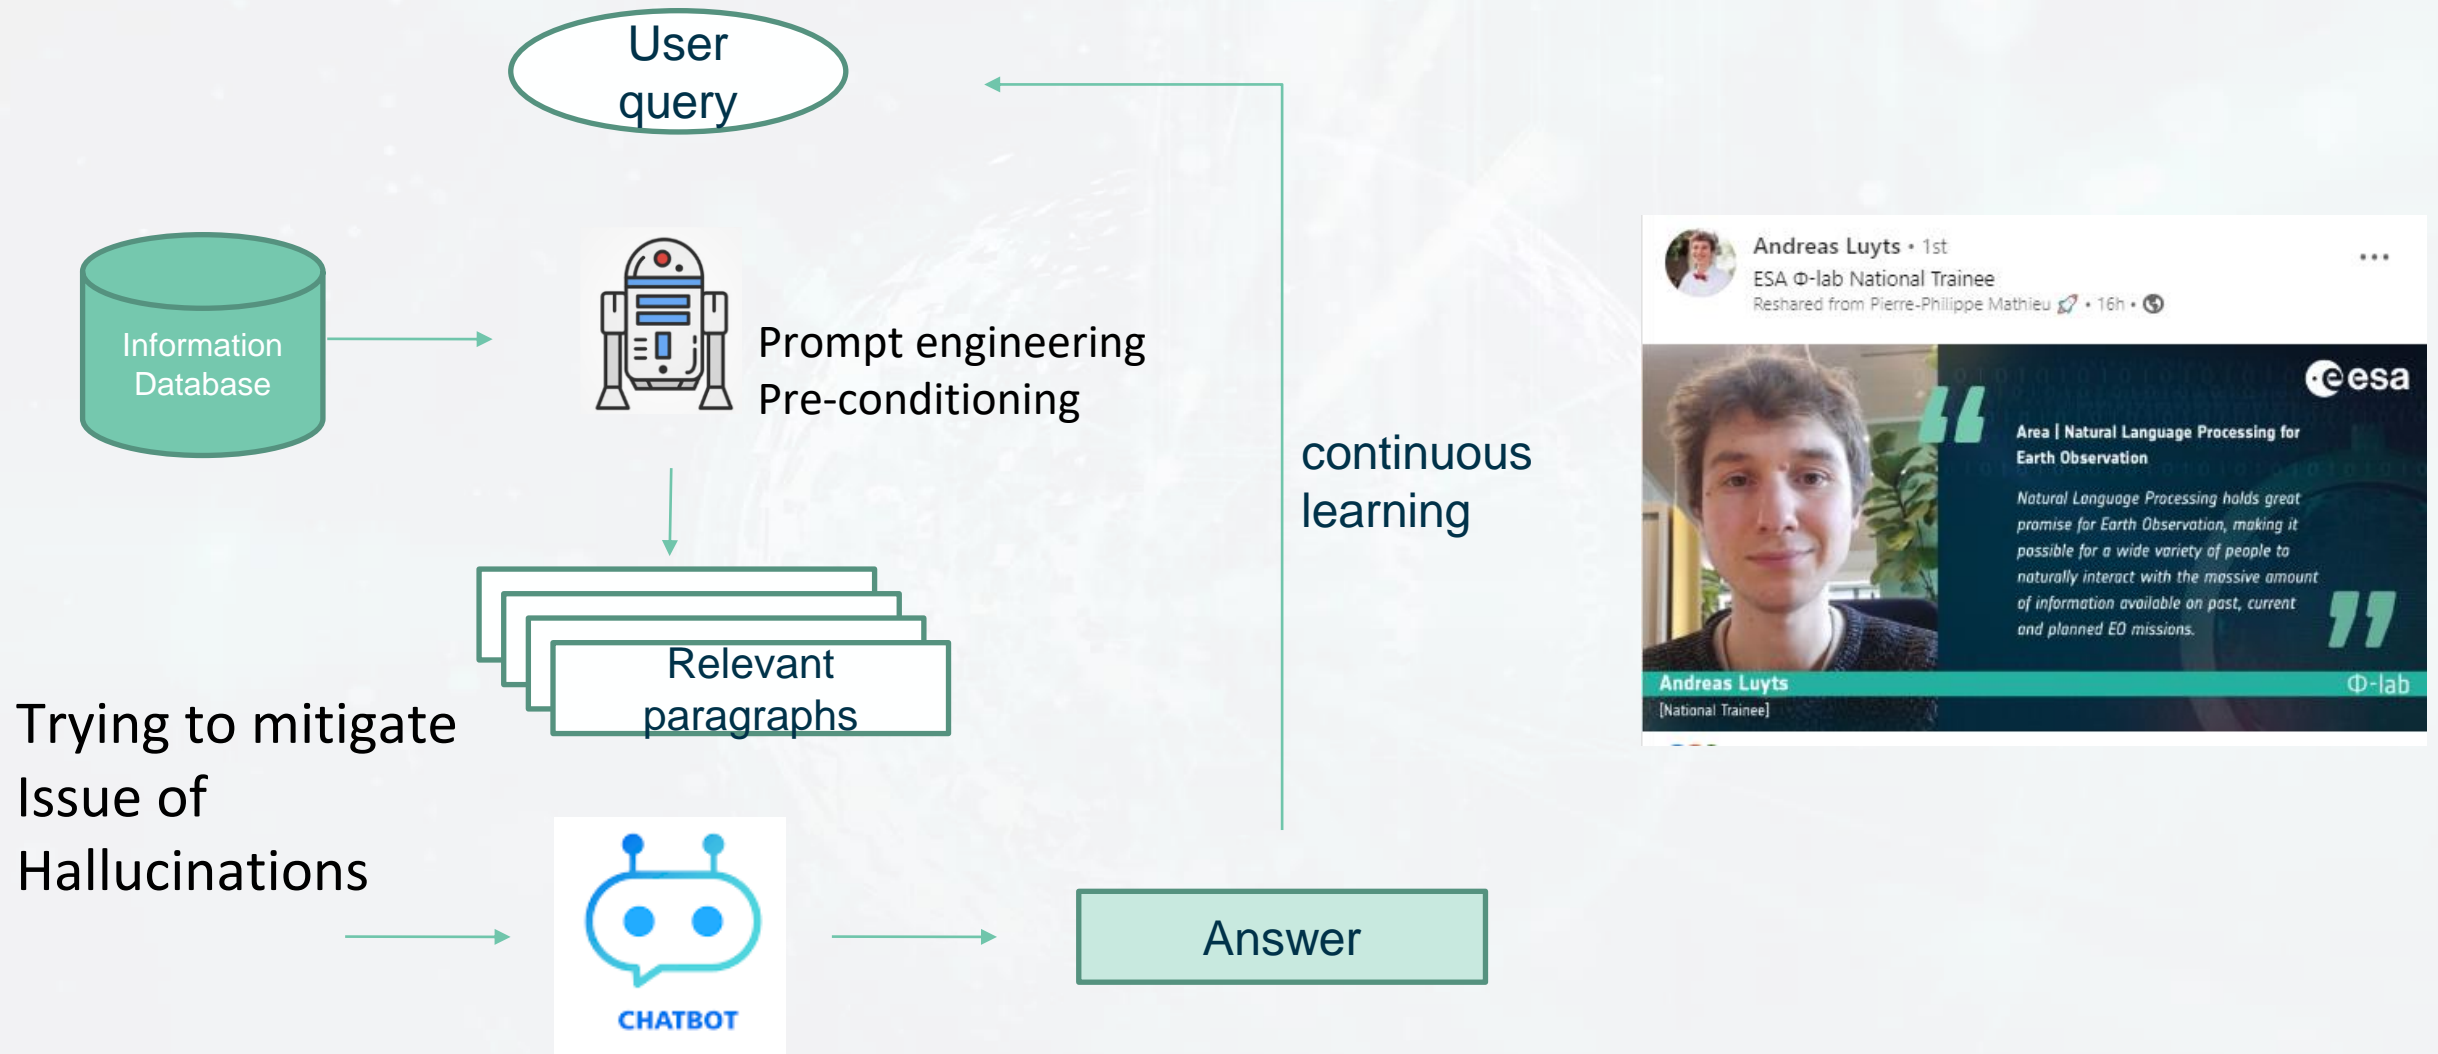 User
query
Information
Database
Prompt engineering
Pre-conditioning
continuous
learning
Relevant
paragraphs
Trying to mitigate
Issue of
Hallucinations
CHATBOT
Answer
Andreas Luyts • 1st
ESA Φ-lab National Trainee
Reshared from Pierre-Philippe Mathieu 🚀 • 16h •
esa
Area | Natural Language Processing for
Earth Observation
Natural Language Processing holds great
promise for Earth Observation, making it
possible for a wide variety of people to
naturally interact with the massive amount
of information available on past, current
and planned EO missions.
Andreas Luyts
[National Trainee]
Φ-lab